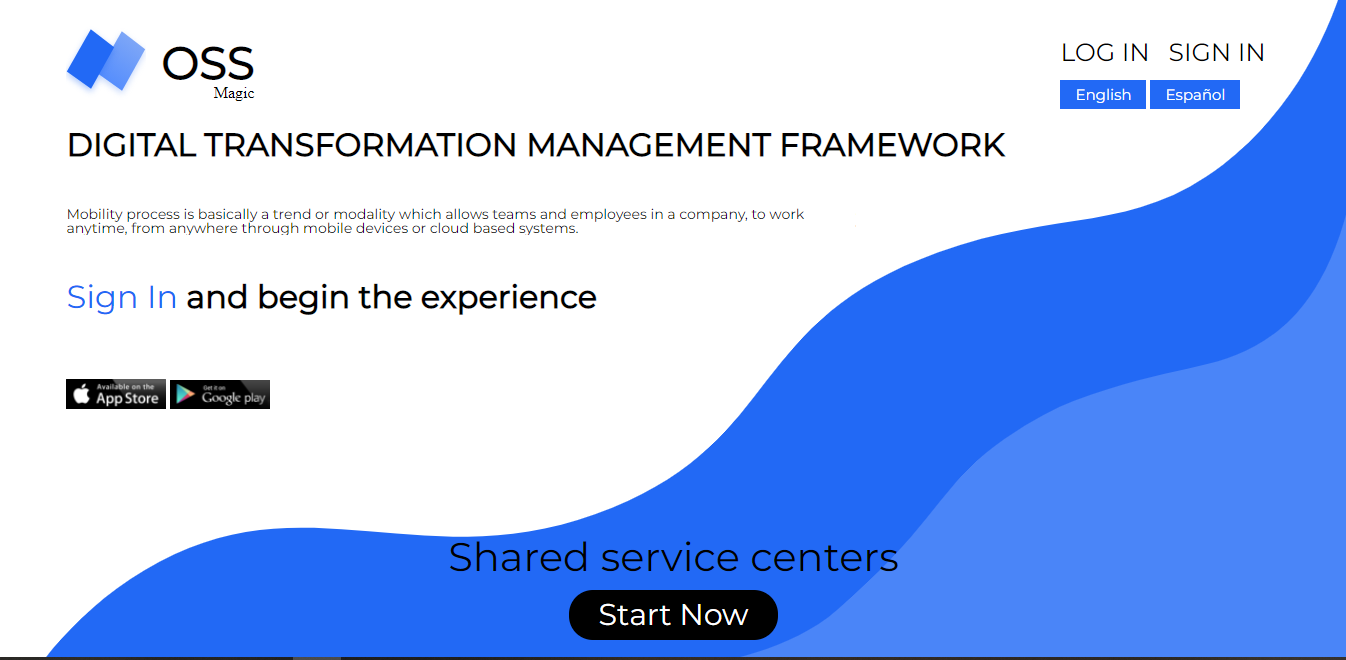 OSS
Magic
LOG IN SIGN IN
English Español
DIGITAL TRANSFORMATION MANAGEMENT FRAMEWORK
Mobility process is basically a trend or modality which allows teams and employees in a company, to work
anytime, from anywhere through mobile devices or cloud based systems.
Sign In and begin the experience
Available on the
App Store
Get it on
Google play
Shared service centers
Start Now